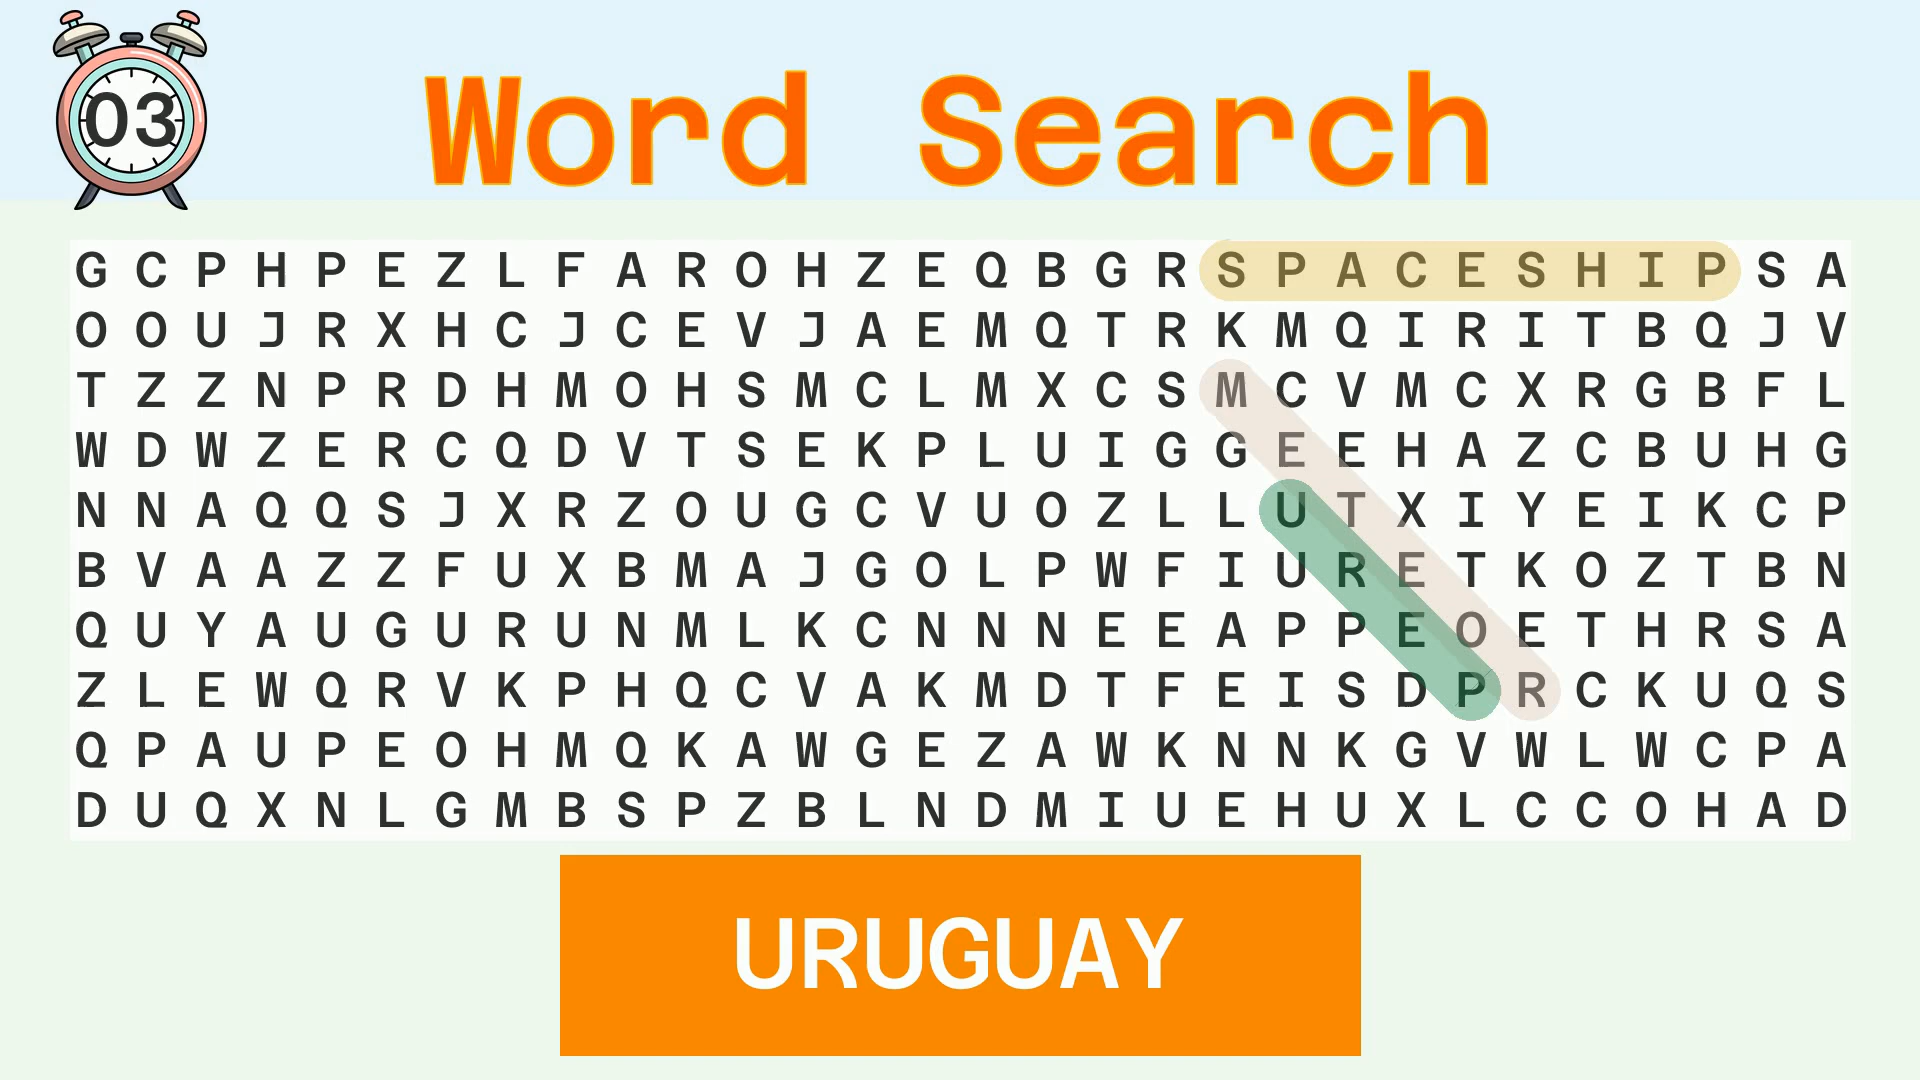 03
Word Search
G C P H P E Z L F A R O H Z E Q B G R S P A C E S H I P S A
O O U J R X H C J C E V J A E M Q T R K M Q I R I T B Q J V
T Z Z N P R D H M O H S M C L M X C S M C V M C X R G B F L
W D W Z E R C Q D V T S E K P L U I G G E E H A Z C B U H G
N N A Q Q S J X R Z O U G C V U O Z L L U T X I Y E I K C P
B V A A Z Z F U X B M A J G O L P W F I U R E T K O Z T B N
Q U Y A U G U R U N M L K C N N N E E A P P E O E T H R S A
Z L E W Q R V K P H Q C V A K M D T F E I S D P R C K U Q S
Q P A U P E O H M Q K A W G E Z A W K N N K G V W L W C P A
D U Q X N L G M B S P Z B L N D M I U E H U X L C C O H A D
URUGUAY